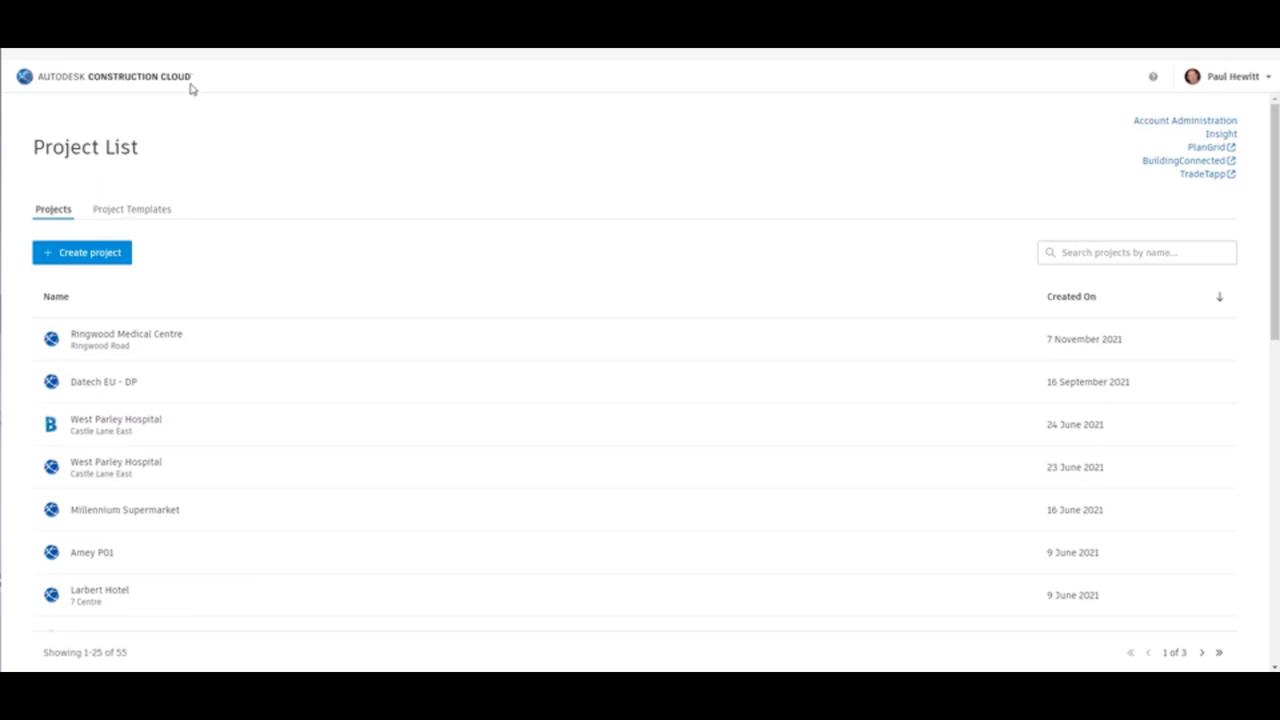 AUTODESK CONSTRUCTION CLOUD
Paul Hewitt
Account Administration
Insight
PlanGrid
BuildingConnected
TradeTapp
Project List
Projects Project Templates
+ Create project
Search projects by name...
Name Created On
Ringwood Medical Centre
Ringwood Road
7 November 2021
Datech EU - DP 16 September 2021
B
West Parley Hospital
Castle Lane East
24 June 2021
West Parley Hospital
Castle Lane East
23 June 2021
Millennium Supermarket 16 June 2021
Amey P01 9 June 2021
Larbert Hotel
7 Centre
9 June 2021
Showing 1-25 of 55 « ‹ 1 of 3 › »